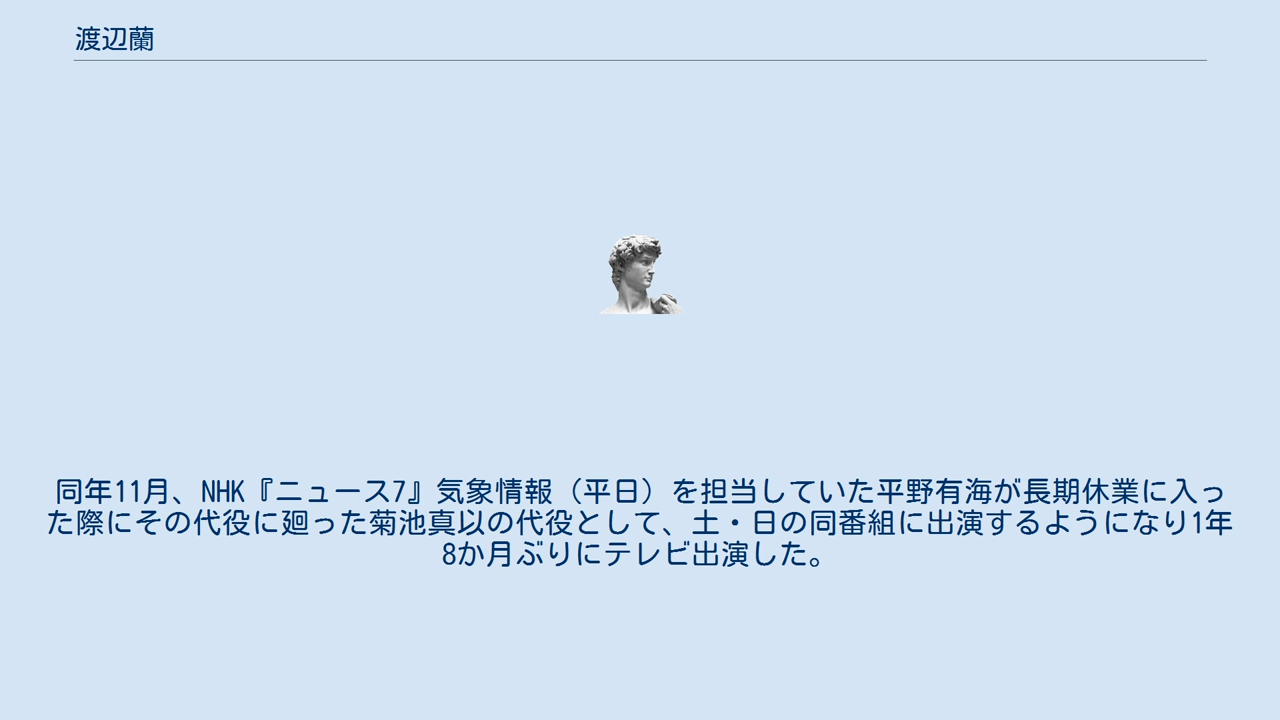 渡辺蘭
同年11月、NHK『ニュース7』気象情報（平日）を担当していた平野有海が長期休業に入っ
た際にその代役に廻った菊池真以の代役として、土・日の同番組に出演するようになり1年
8か月ぶりにテレビ出演した。